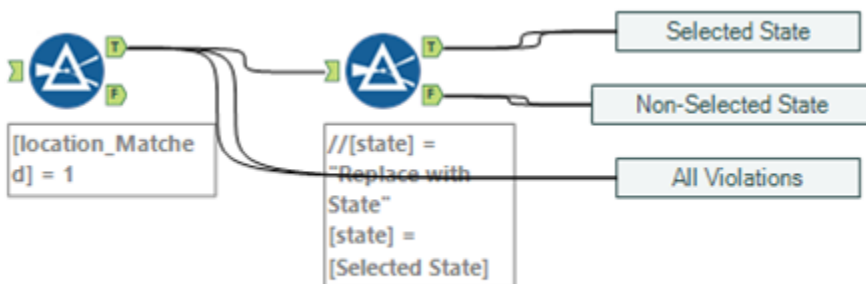 T
F
[location_Matche
d] = 1
T
F
//[state] =
"Replace with
State"
[state] =
[Selected State]
Selected State
Non-Selected State
All Violations